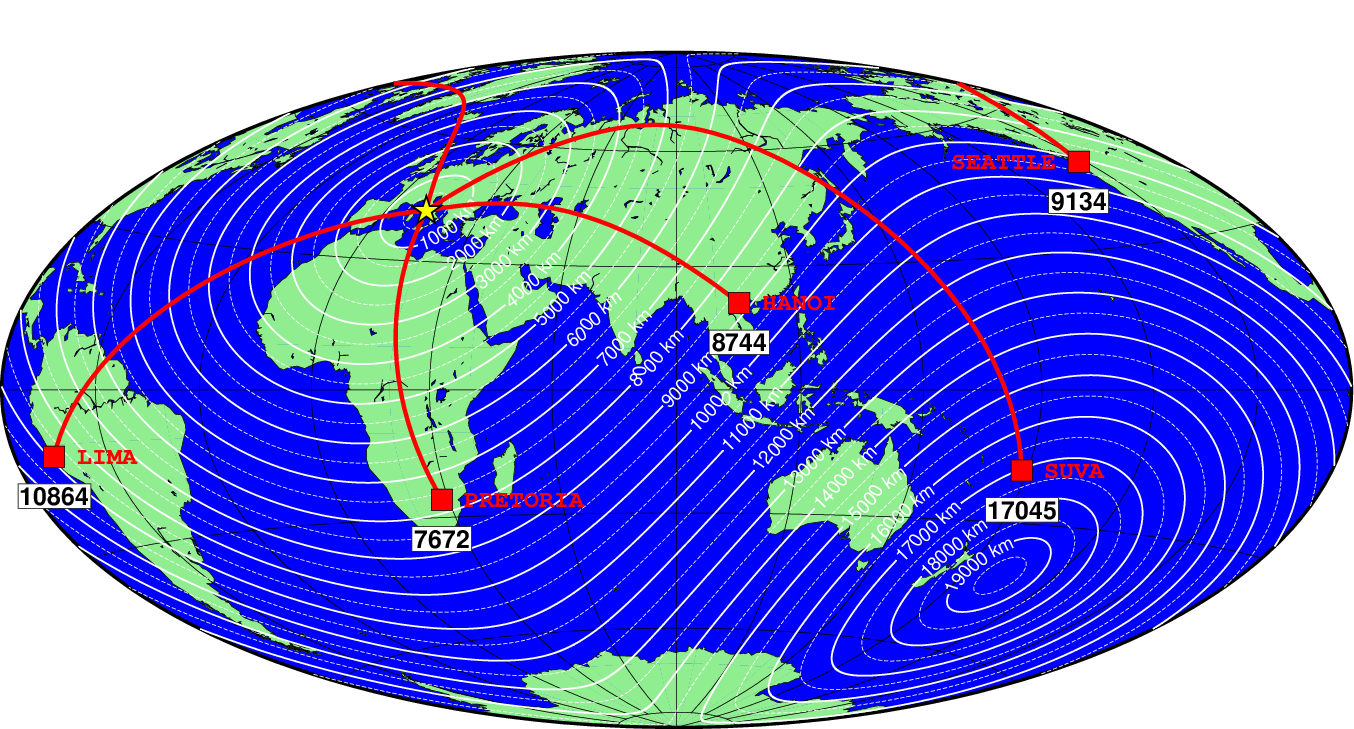 SEATTLE
9134
1000 km
2000 km
3000 km
4000 km
5000 km
6000 km
7000 km
8000 km
9000 km
10000 km
11000 km
12000 km
13000 km
14000 km
15000 km
16000 km
17000 km
18000 km
19000 km
HANOI
8744
LIMA
10864
PRETORIA
7672
SUVA
17045